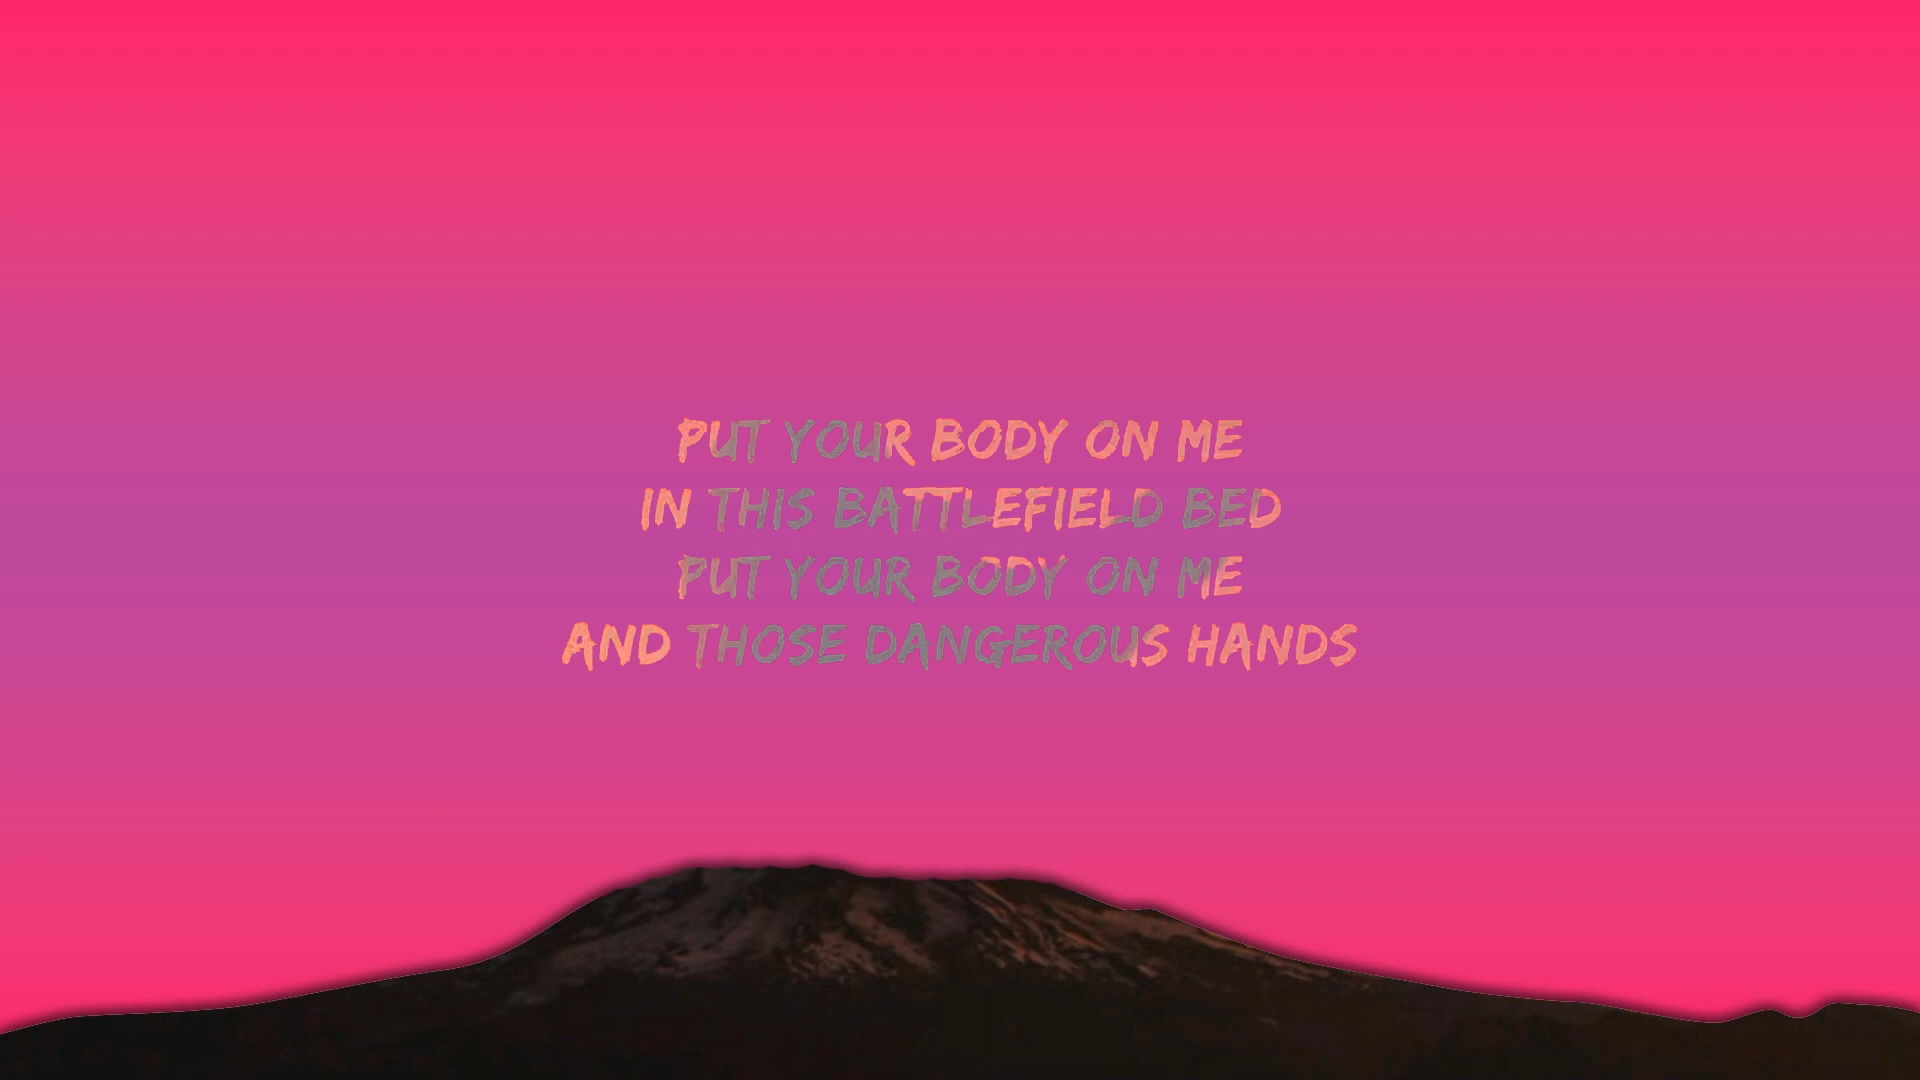 PUT YOUR BODY ON ME
IN THIS BATTLEFIELD BED
PUT YOUR BODY ON ME
AND THOSE DANGEROUS HANDS